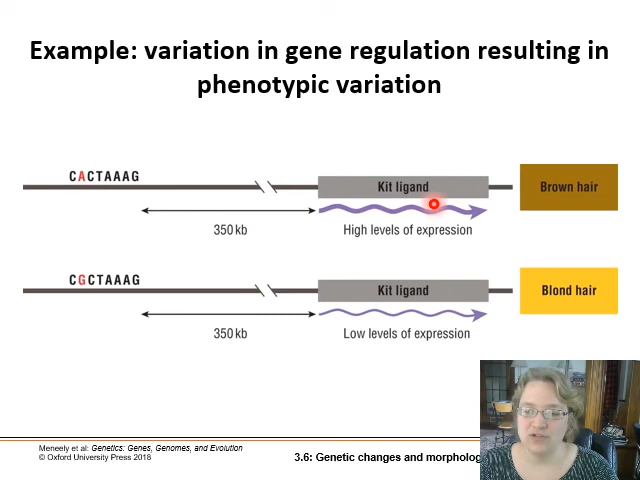 Example: variation in gene regulation resulting in
phenotypic variation
CACTAAAG
Kit ligand
Brown hair
350 kb
High levels of expression
CGCTAAAG
Kit ligand
Blond hair
350 kb
Low levels of expression
Meneely et al: Genetics: Genes, Genomes, and Evolution
© Oxford University Press 2018
3.6: Genetic changes and